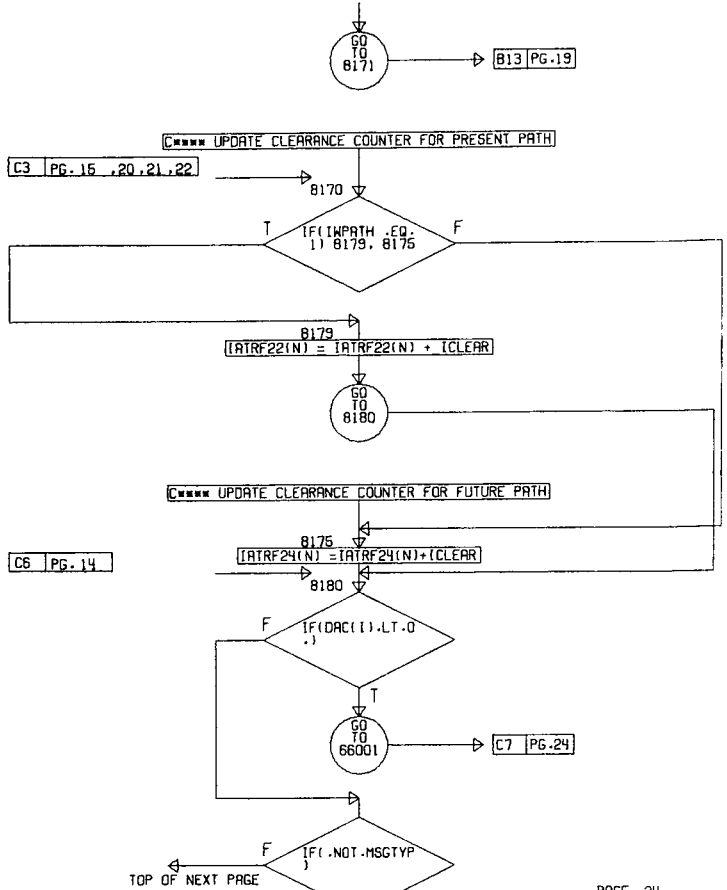 GO
TO
8171
B13 PG.19
C**** UPDATE CLEARANCE COUNTER FOR PRESENT PATH
C3 PG. 15 ,20,21,22
8170
T
IF(IWPATH .EQ.
1) 8179, 8175
F
8179
IATRF22(N) = IATRF22(N) + ICLEAR
GO
TO
8180
C**** UPDATE CLEARANCE COUNTER FOR FUTURE PATH
8175
IATRF24(N) =IATRF24(N)+ICLEAR
C6 PG. 14
8180
F
IF(DAC(I).LT.0
.)
T
GO
TO
66001
C7 PG.24
F
IF(.NOT.MSGTYP
)
TOP OF NEXT PAGE